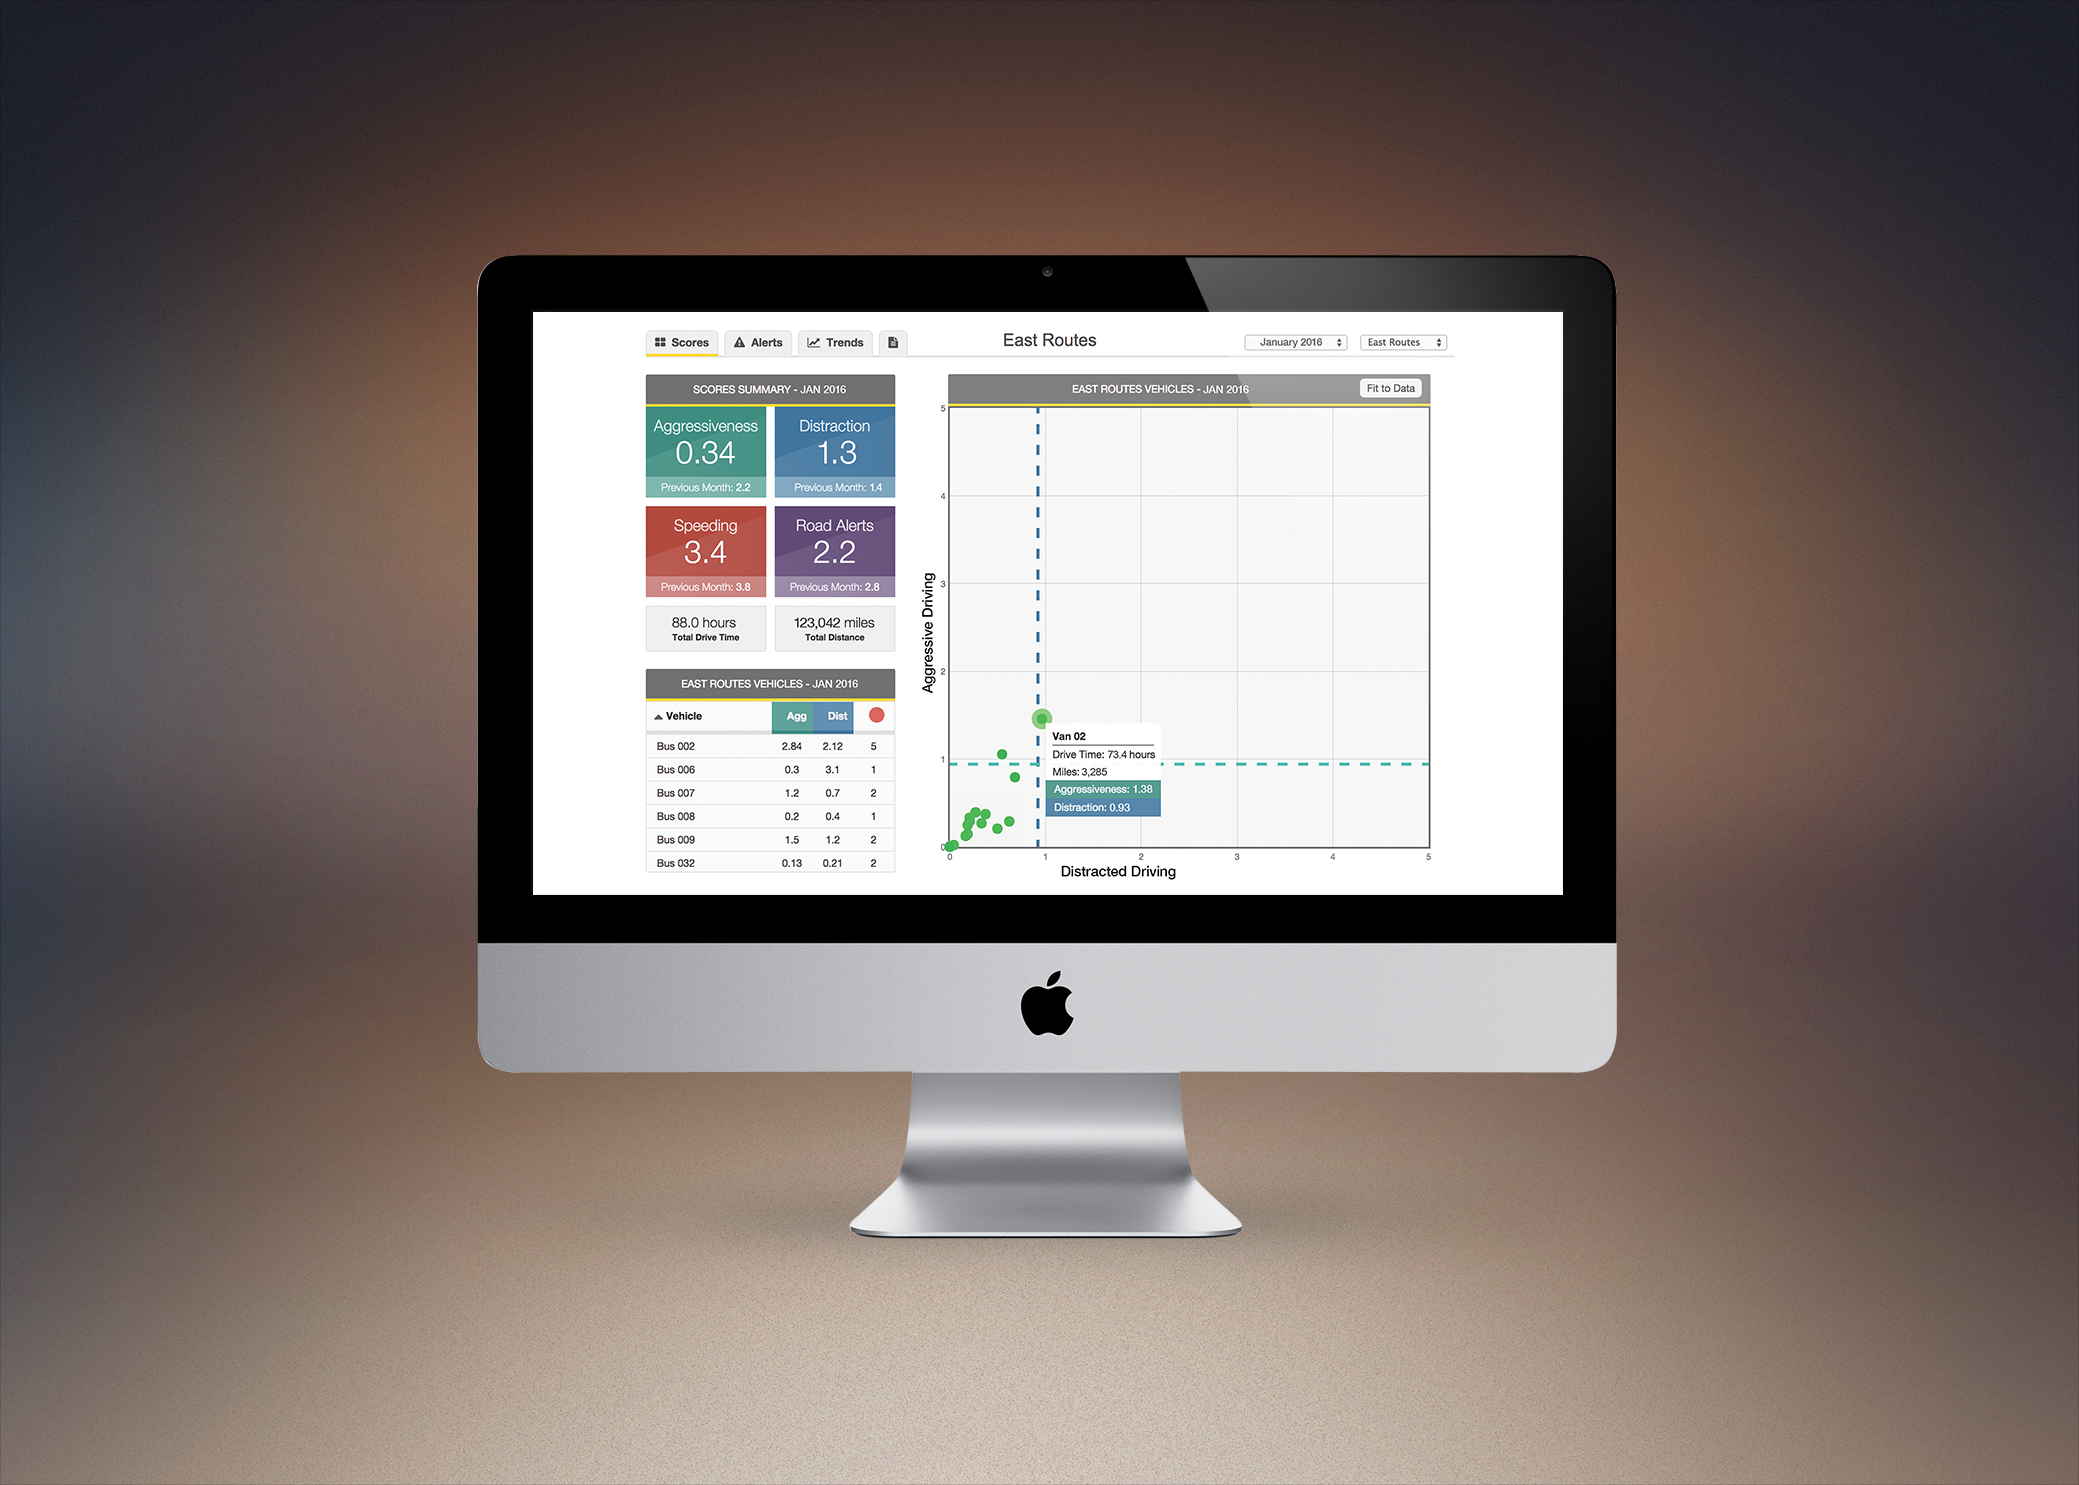 Scores
Alerts
Trends
East Routes
January 2016
East Routes
SCORES SUMMARY - JAN 2016
Aggressiveness
0.34
Previous Month: 2.2
Distraction
1.3
Previous Month: 1.4
Speeding
3.4
Previous Month: 3.8
Road Alerts
2.2
Previous Month: 2.8
88.0 hours
Total Drive Time
123,042 miles
Total Distance
EAST ROUTES VEHICLES - JAN 2016
Vehicle Agg Dist
Bus 002 2.84 2.12 5
Bus 006 0.3 3.1 1
Bus 007 1.2 0.7 2
Bus 008 0.2 0.4 1
Bus 009 1.5 1.2 2
Bus 032 0.13 0.21 2
EAST ROUTES VEHICLES - JAN 2016
Fit to Data
Aggressive Driving
5
4
3
2
1
0
Van 02
Drive Time: 73.4 hours
Miles: 3,285
Aggressiveness: 1.38
Distraction: 0.93
0 1 2 3 4 5
Distracted Driving